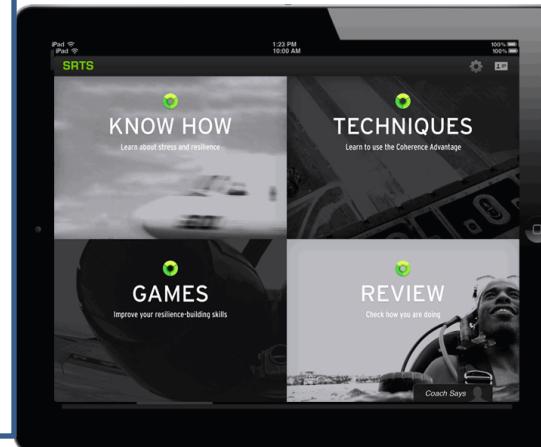 iPad 1:23 PM 100%
iPad 10:00 AM 100%
SRTS
KNOW HOW
Learn about stress and resilience
TECHNIQUES
Learn to use the Coherence Advantage
GAMES
Improve your resilience-building skills
REVIEW
Check how you are doing
Coach Says